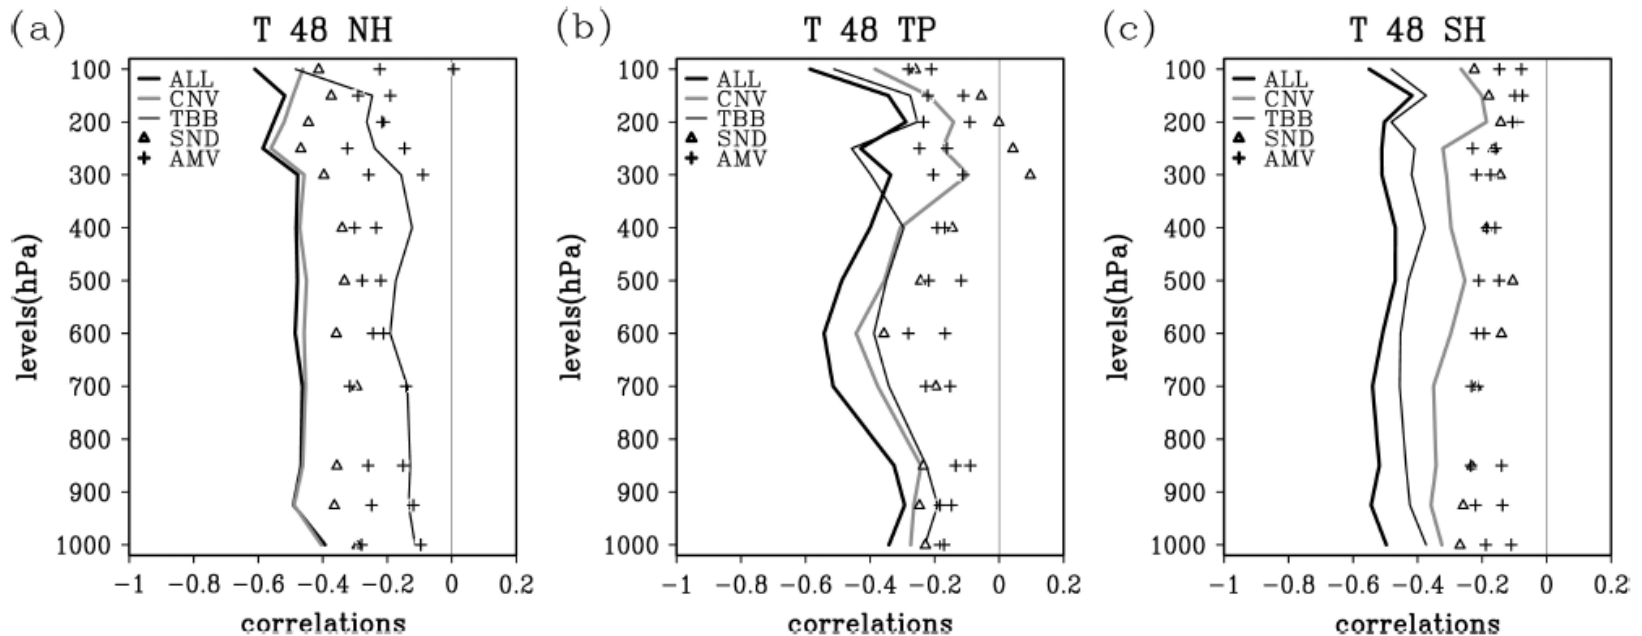 (a) T 48 NH
100
200
300
400
500
600
700
800
900
1000
levels(hPa)
ALL
CNV
TBB
SND
AMV
-1 -0.8 -0.6 -0.4 -0.2 0 0.2
correlations
(b) T 48 TP
100
200
300
400
500
600
700
800
900
1000
levels(hPa)
ALL
CNV
TBB
SND
AMV
-1 -0.8 -0.6 -0.4 -0.2 0 0.2
correlations
(c) T 48 SH
100
200
300
400
500
600
700
800
900
1000
levels(hPa)
ALL
CNV
TBB
SND
AMV
-1 -0.8 -0.6 -0.4 -0.2 0 0.2
correlations